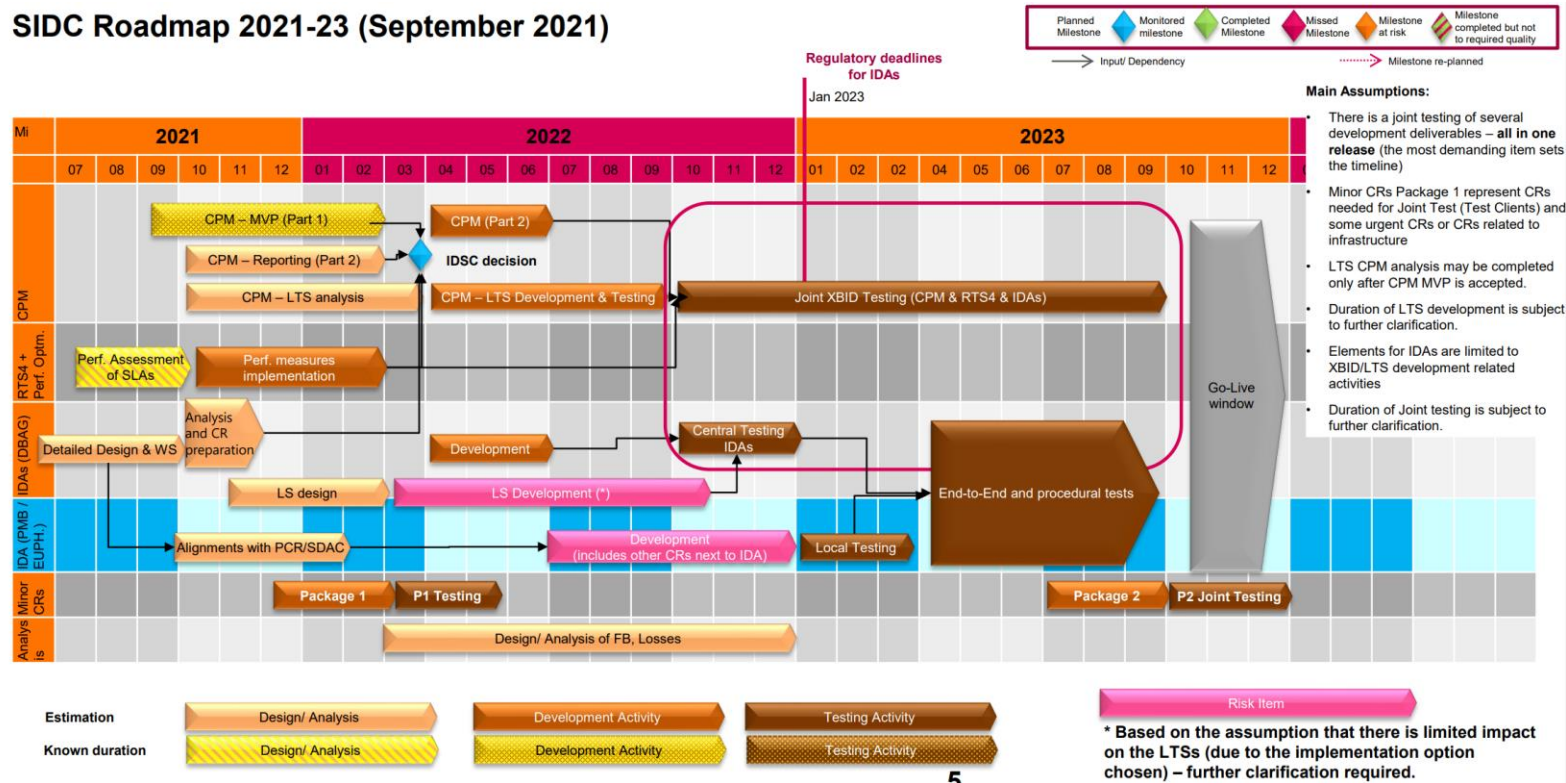 SIDC Roadmap 2021-23 (September 2021)
Planned
Milestone
Monitored
milestone
Completed
Milestone
Missed
Milestone
Milestone
at risk
Milestone
completed but not
to required quality
Input/ Dependency
Milestone re-planned
Regulatory deadlines
for IDAs
Jan 2023
Main Assumptions:
• There is a joint testing of several
development deliverables – all in one
release (the most demanding item sets
the timeline)
• Minor CRs Package 1 represent CRs
needed for Joint Test (Test Clients) and
some urgent CRs or CRs related to
infrastructure
• LTS CPM analysis may be completed
only after CPM MVP is accepted.
• Duration of LTS development is subject
to further clarification.
• Elements for IDAs are limited to
XBID/LTS development related
activities
• Duration of Joint testing is subject to
further clarification.
Mi
2021
2022
2023
07 08 09 10 11 12 01 02 03 04 05 06 07 08 09 10 11 12 01 02 02 04 05 06 07 08 09 10 11 12
CPM
CPM – MVP (Part 1)
CPM (Part 2)
CPM – Reporting (Part 2)
IDSC decision
CPM – LTS analysis
CPM – LTS Development & Testing
Joint XBID Testing (CPM & RTS4 & IDAs)
RTS4 +
Perf. Optm.
Perf. Assessment
of SLAs
Perf. measures
implementation
Go-Live
window
IDAs (DBAG)
Analysis
and CR
preparation
Detailed Design & WS
Development
Central Testing
IDAs
LS design
LS Development (*)
End-to-End and procedural tests
IDA (PMB /
EUPH.)
Alignments with PCR/SDAC
Development
(includes other CRs next to IDA)
Local Testing
Minor
CRs
Package 1
P1 Testing
Package 2
P2 Joint Testing
Analys
is
Design/ Analysis of FB, Losses
Estimation
Design/ Analysis
Development Activity
Testing Activity
Risk Item
Known duration
Design/ Analysis
Development Activity
Testing Activity
* Based on the assumption that there is limited impact
on the LTSs (due to the implementation option
chosen) – further clarification required.
5